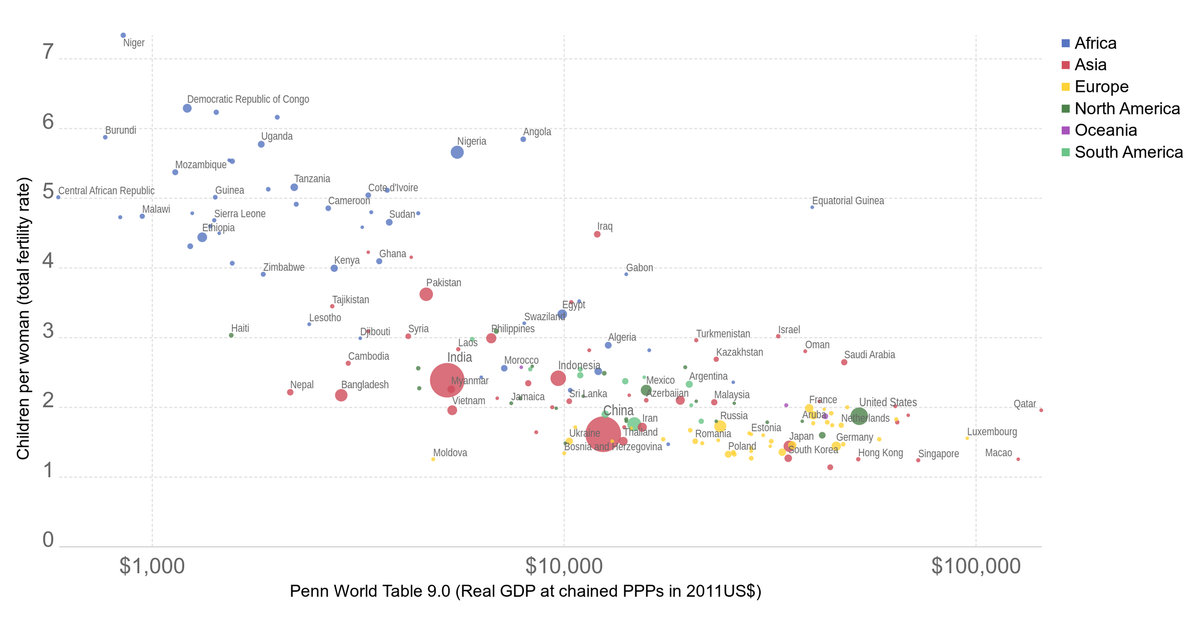 7
6
5
4
3
2
1
0
Children per woman (total fertility rate)
Niger
Democratic Republic of Congo
Burundi
Uganda
Nigeria
Angola
Mozambique
Tanzania
Central African Republic
Guinea
Cote d'Ivoire
Cameroon
Equatorial Guinea
Malawi
Sierra Leone
Sudan
Ethiopia
Iraq
Ghana
Kenya
Zimbabwe
Gabon
Pakistan
Tajikistan
Egypt
Lesotho
Swaziland
Haiti
Djibouti
Syria
Philippines
Algeria
Turkmenistan
Israel
Laos
Oman
Cambodia
India
Morocco
Kazakhstan
Saudi Arabia
Indonesia
Nepal
Bangladesh
Myanmar
Mexico
Argentina
Vietnam
Jamaica
Sri Lanka
Azerbaijan
Malaysia
France
United States
Qatar
China
Iran
Russia
Aruba
Netherlands
Ukraine
Thailand
Romania
Estonia
Japan
Germany
Luxembourg
Moldova
Bosnia and Herzegovina
Poland
South Korea
Hong Kong
Singapore
Macao
$1,000
$10,000
$100,000
Penn World Table 9.0 (Real GDP at chained PPPs in 2011US$)
Africa
Asia
Europe
North America
Oceania
South America